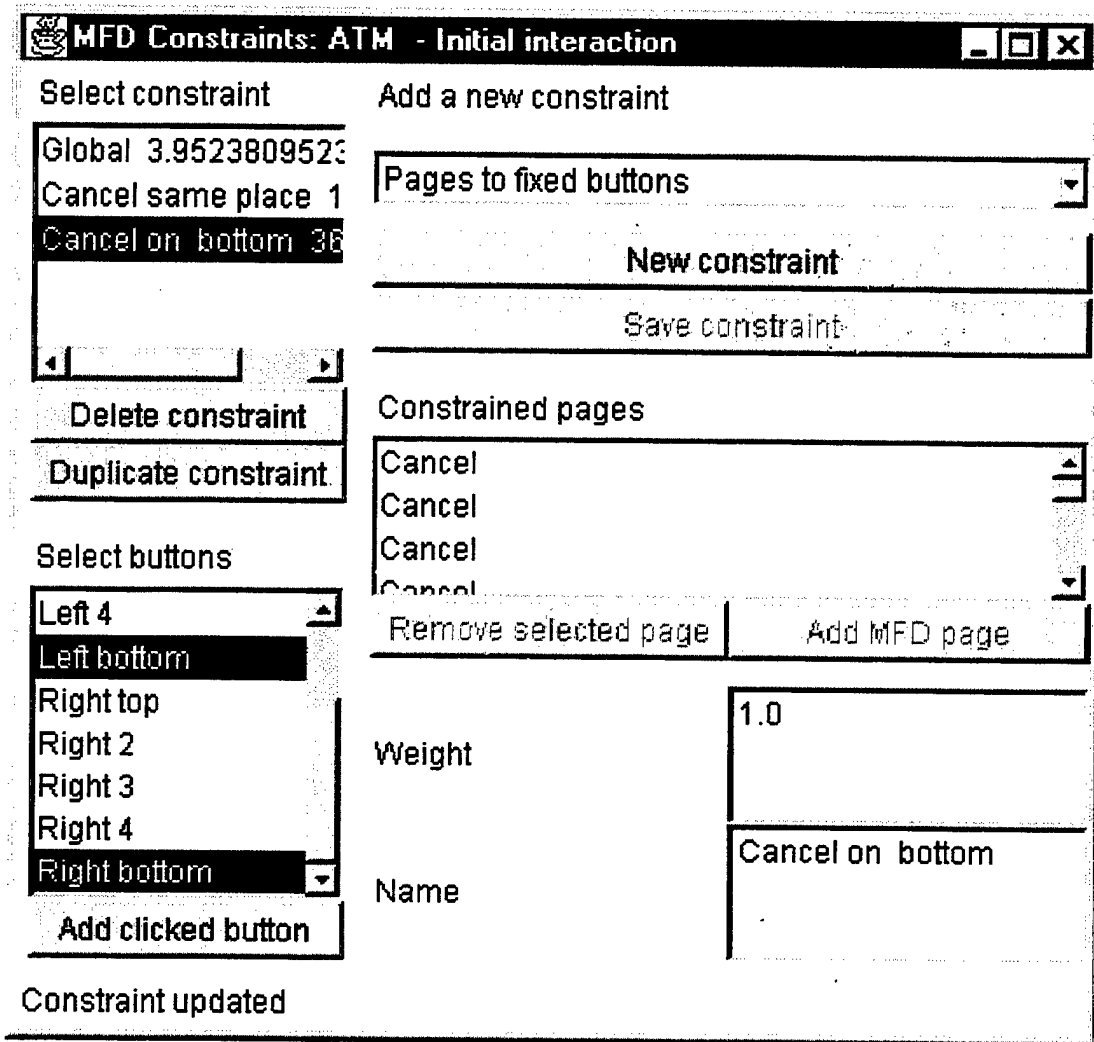 MFD Constraints: ATM - Initial interaction
Select constraint
Global 3.9523809523
Cancel same place 1
Cancel on bottom 36
Delete constraint
Duplicate constraint
Select buttons
Left 4
Left bottom
Right top
Right 2
Right 3
Right 4
Right bottom
Add clicked button
Add a new constraint
Pages to fixed buttons
New constraint
Save constraint
Constrained pages
Cancel
Cancel
Cancel
Cancel
Remove selected page
Add MFD page
Weight
1.0
Name
Cancel on bottom
Constraint updated